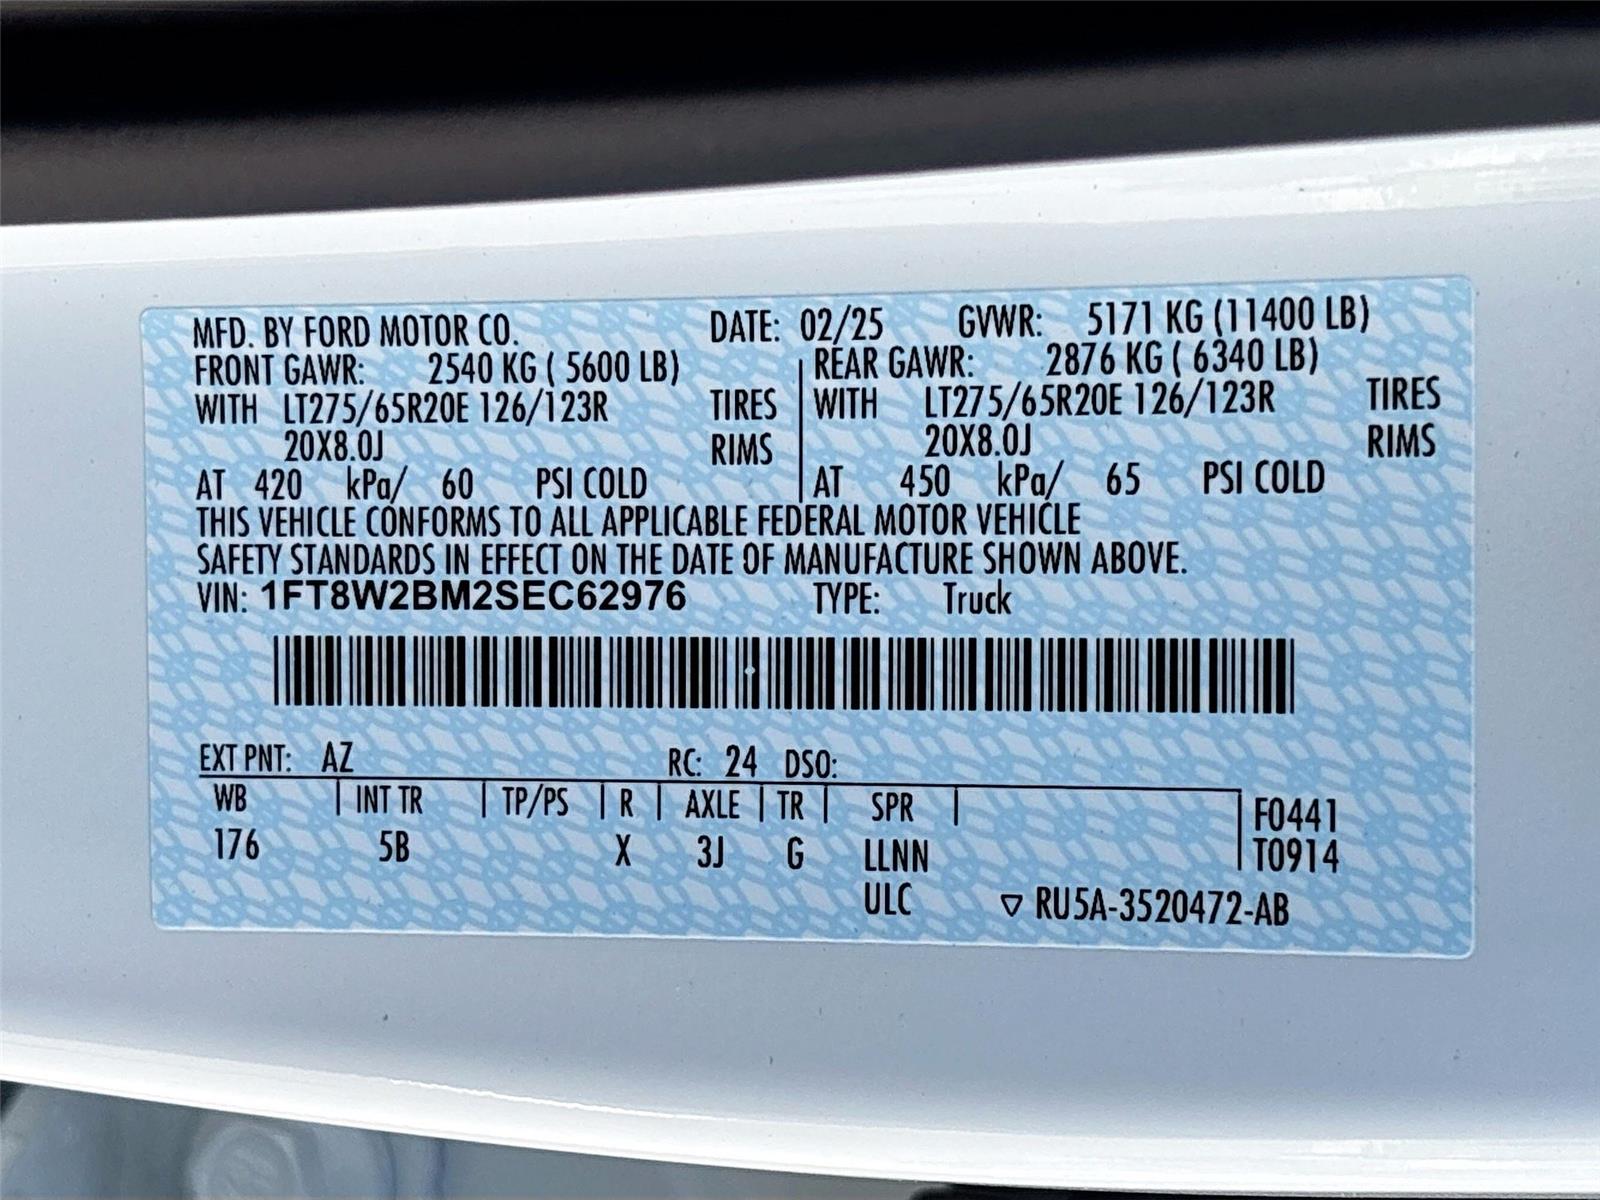 MFD. BY FORD MOTOR CO. DATE: 02/25 GVWR: 5171 KG (11400 LB)
FRONT GAWR: 2540 KG ( 5600 LB) REAR GAWR: 2876 KG ( 6340 LB)
WITH LT275/65R20E 126/123R TIRES WITH LT275/65R20E 126/123R TIRES
20X8.0J RIMS 20X8.0J RIMS
AT 420 kPa/ 60 PSI COLD AT 450 kPa/ 65 PSI COLD
THIS VEHICLE CONFORMS TO ALL APPLICABLE FEDERAL MOTOR VEHICLE
SAFETY STANDARDS IN EFFECT ON THE DATE OF MANUFACTURE SHOWN ABOVE.
VIN: 1FT8W2BM2SEC62976 TYPE: Truck
EXT PNT: AZ RC: 24 DSO:
WB INT TR TP/PS R AXLE TR SPR F0441
176 5B X 3J G LLNN T0914
ULC ▽ RU5A-3520472-AB